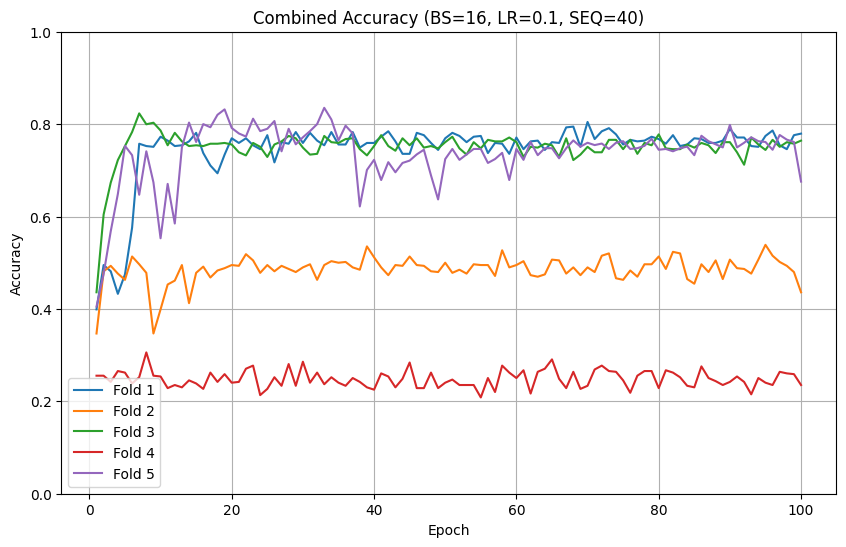 Combined Accuracy (BS=16, LR=0.1, SEQ=40)
1.0
0.8
0.6
0.4
0.2
0.0
Accuracy
Fold 1
Fold 2
Fold 3
Fold 4
Fold 5
0 20 40 60 80 100
Epoch